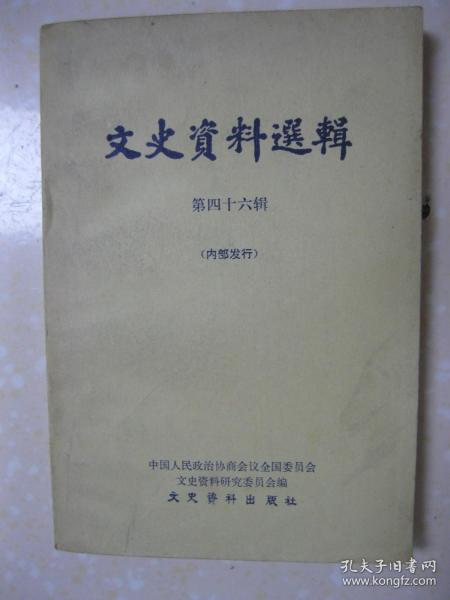 文史資料選輯
第四十六辑
(内部发行)
中国人民政治协商会议全国委员会
文史资料研究委员会编
文史资料出版社
孔夫子旧书网
www.kongfz.com